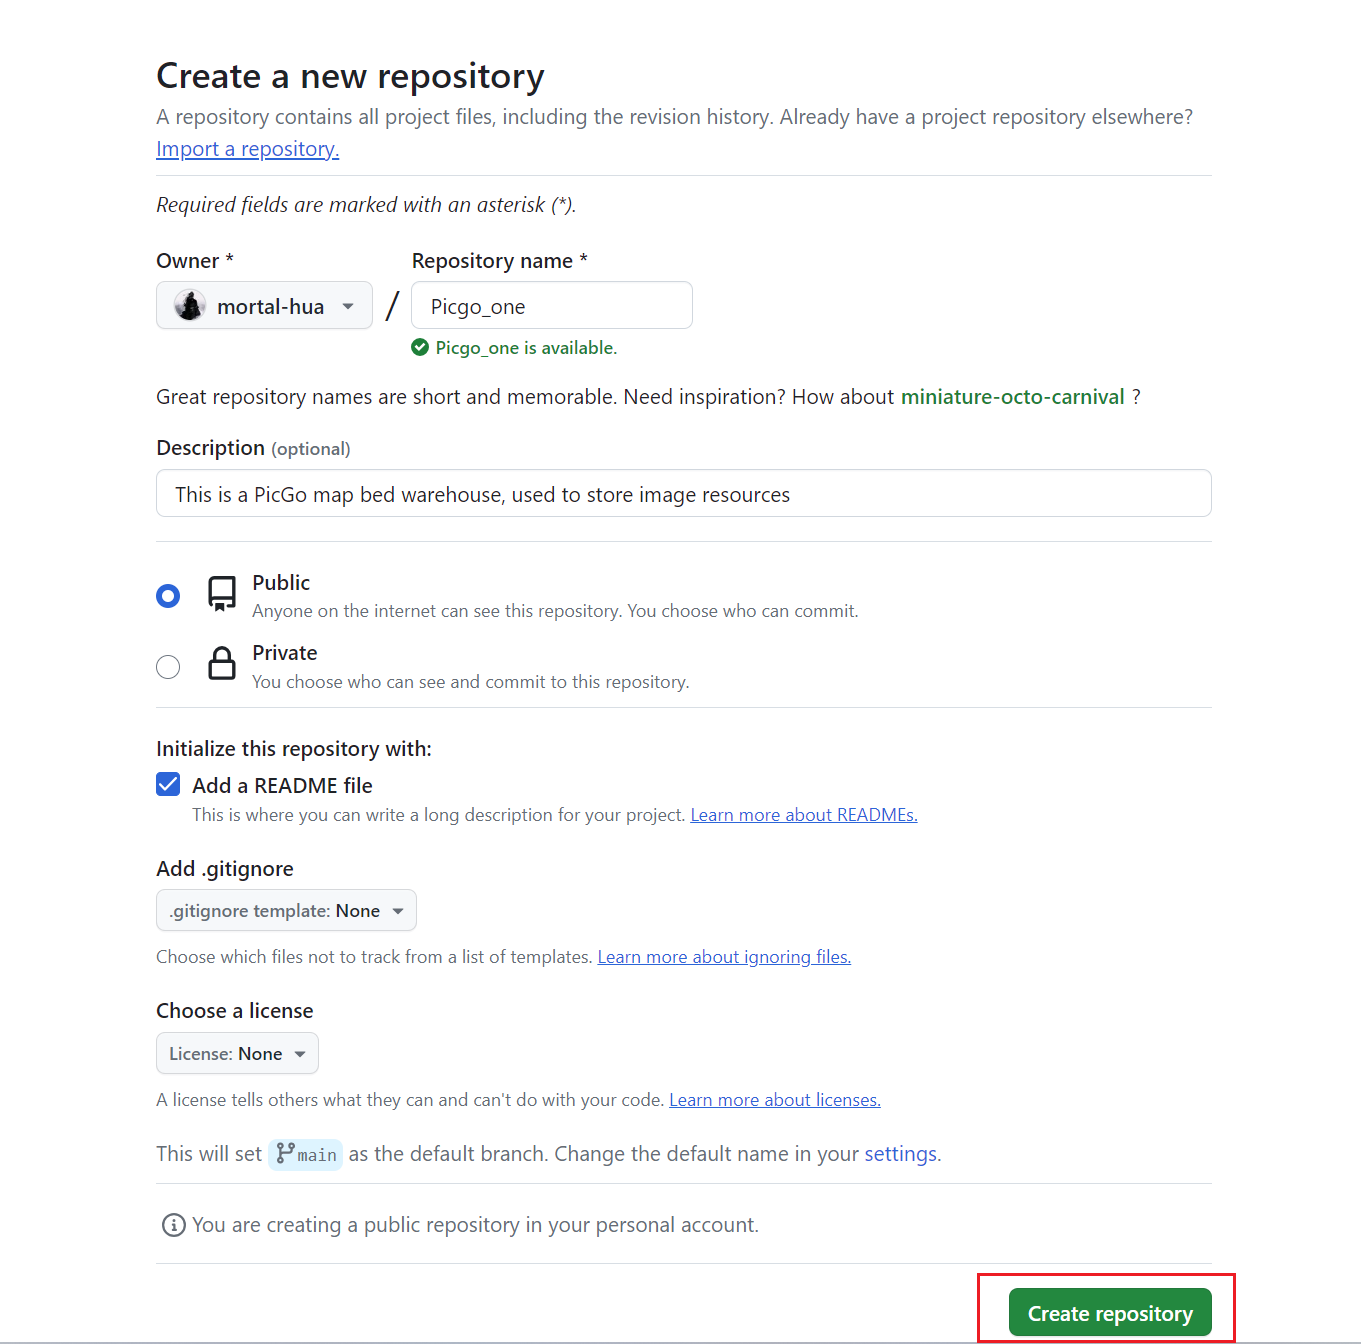 Create a new repository
A repository contains all project files, including the revision history. Already have a project repository elsewhere?
Import a repository.
Required fields are marked with an asterisk (*).
Owner *
Repository name *
mortal-hua
/
Picgo_one
Picgo_one is available.
Great repository names are short and memorable. Need inspiration? How about miniature-octo-carnival ?
Description (optional)
This is a PicGo map bed warehouse, used to store image resources
Public
Anyone on the internet can see this repository. You choose who can commit.
Private
You choose who can see and commit to this repository.
Initialize this repository with:
Add a README file
This is where you can write a long description for your project. Learn more about READMEs.
Add .gitignore
.gitignore template: None
Choose which files not to track from a list of templates. Learn more about ignoring files.
Choose a license
License: None
A license tells others what they can and can't do with your code. Learn more about licenses.
This will set main as the default branch. Change the default name in your settings.
You are creating a public repository in your personal account.
Create repository